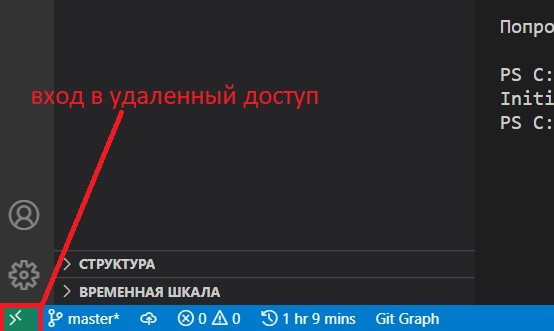 Попро
PS C:
Initi
PS C:
вход в удаленный доступ
СТРУКТУРА
ВРЕМЕННАЯ ШКАЛА
master* 0 0 1 hr 9 mins Git Graph